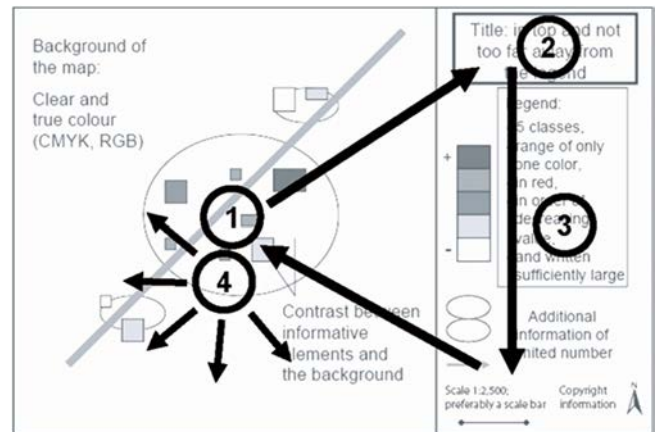 Background of
the map:
Clear and
true colour
(CMYK, RGB)
1
4
Contrast between
informative
elements and
the background
2
Title: in top and not
too far away from
the legend
Legend:
5 classes,
range of only
one color,
in red,
in order of
value,
and written
sufficiently large
+
-
3
Additional
information of
limited number
Scale 1:2,500;
preferably a scale bar
Copyright
information
N